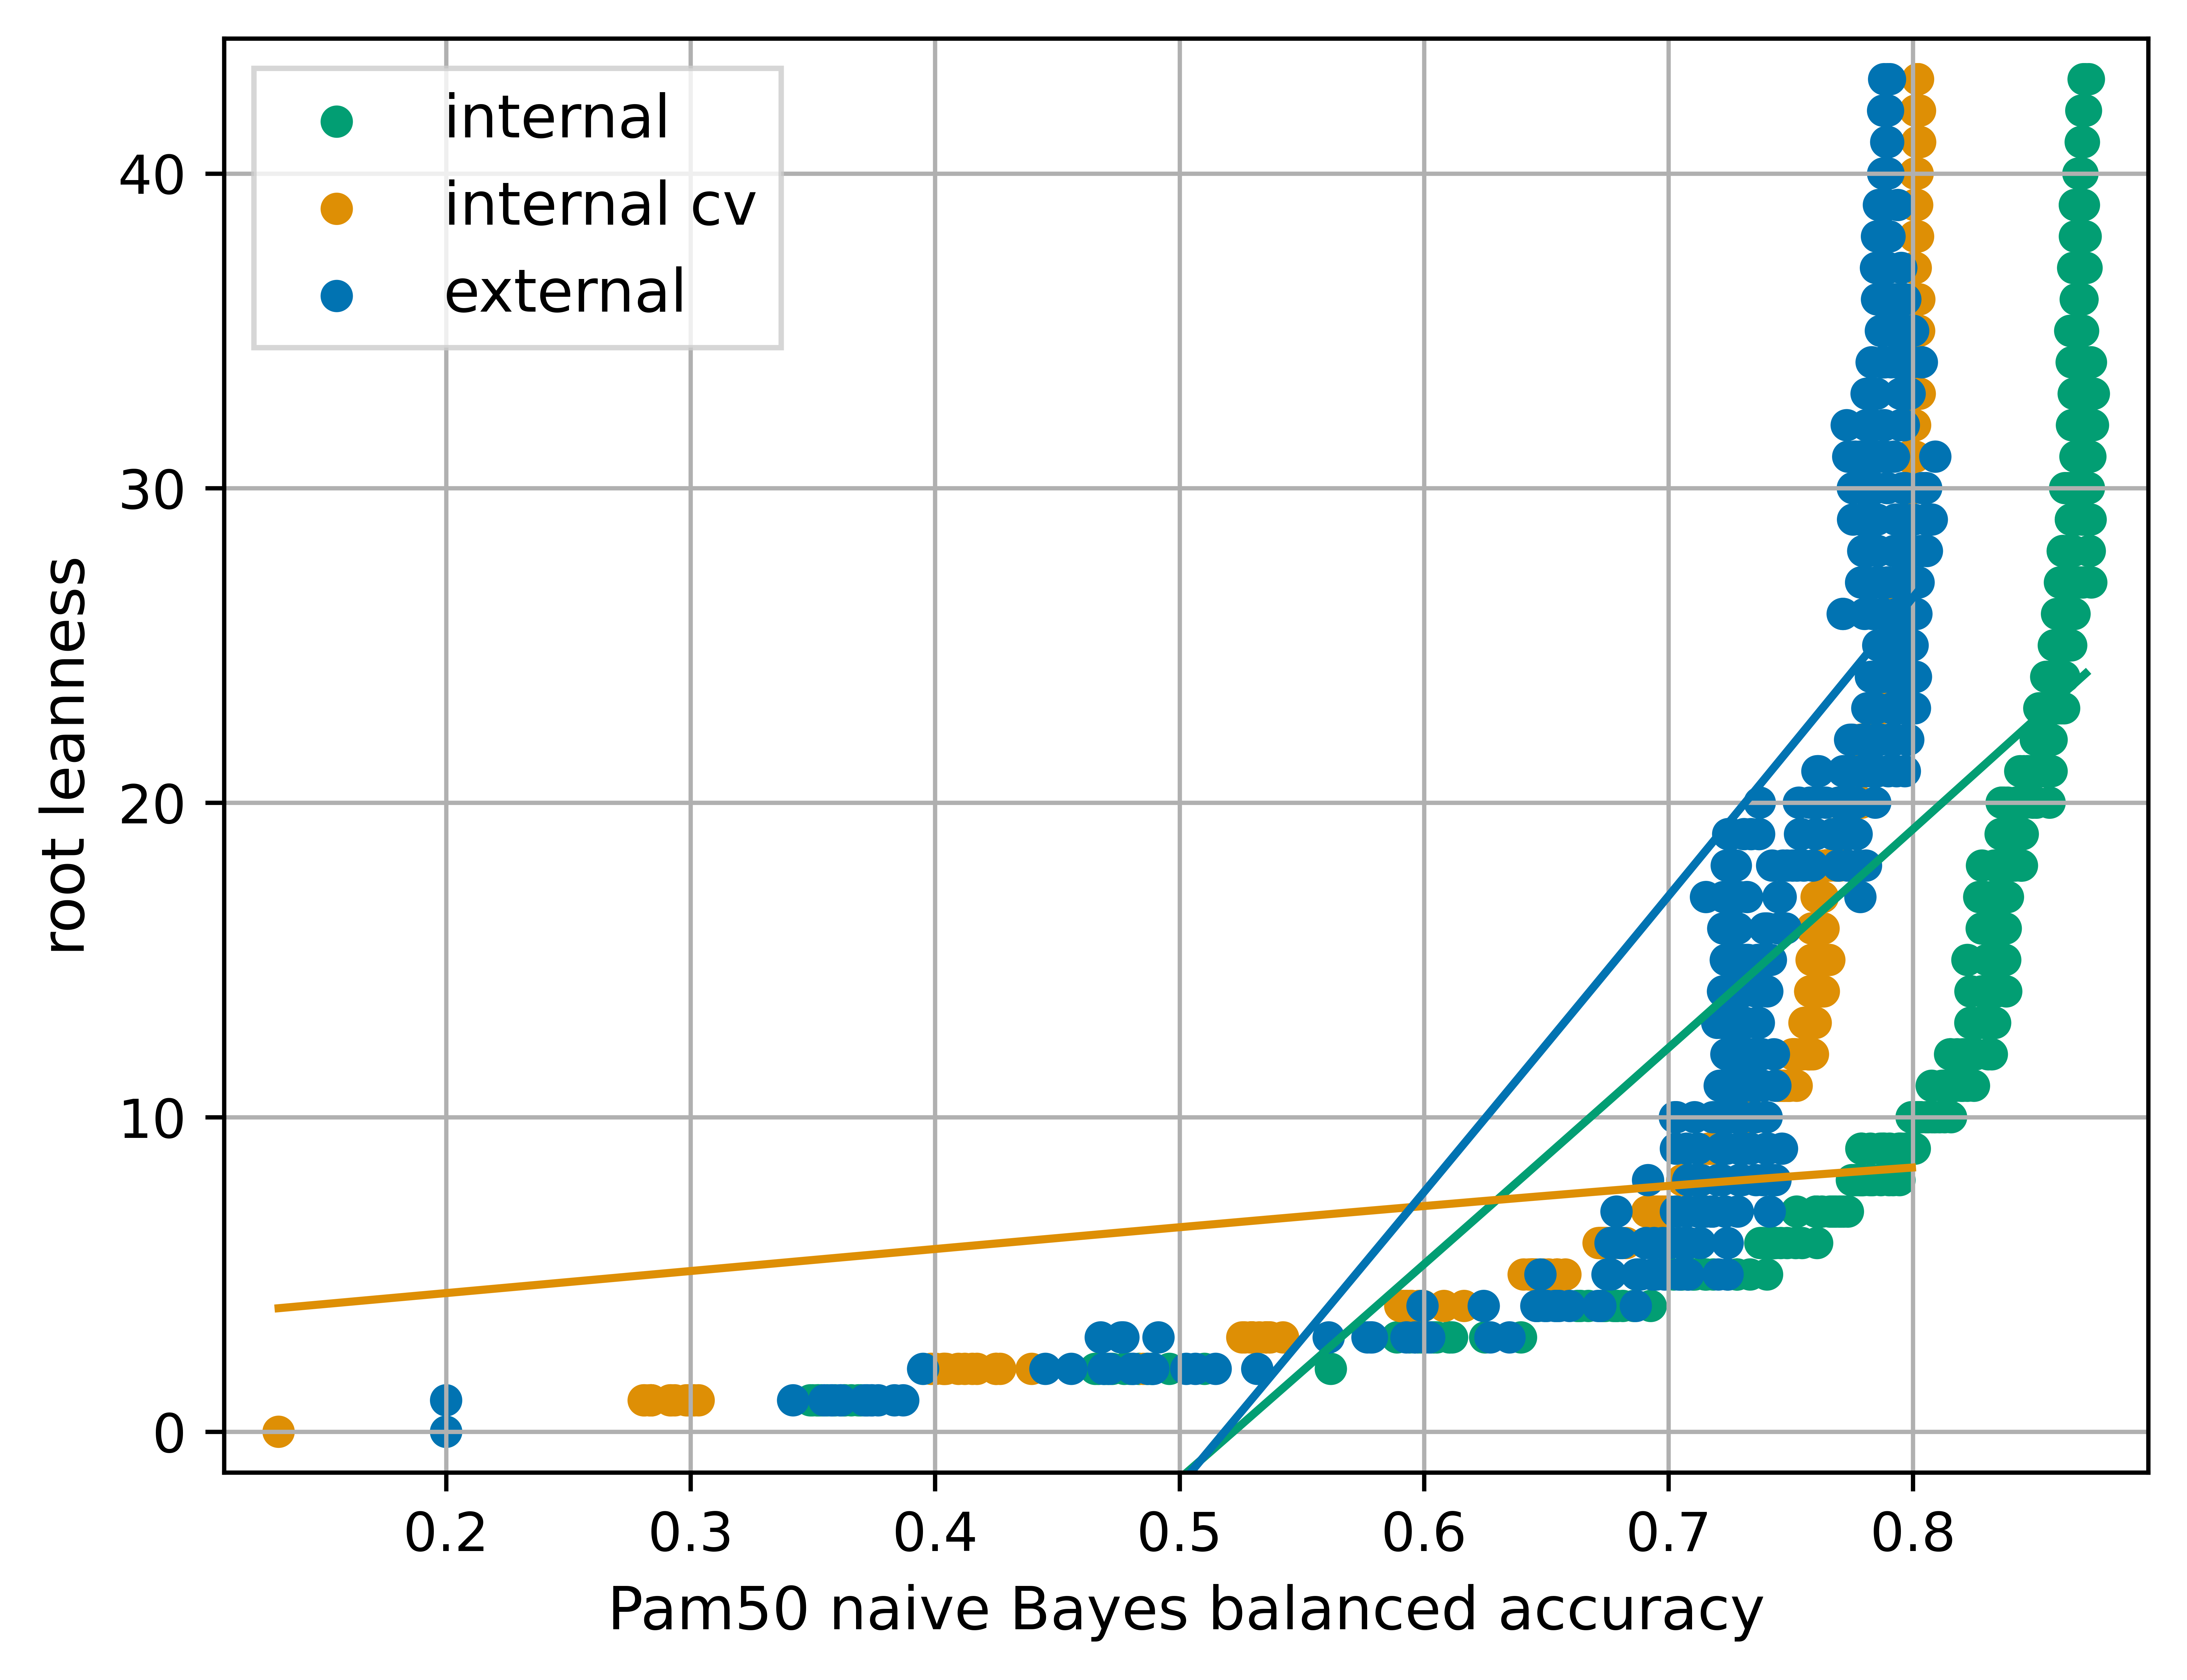 internal
internal cv
external
40
30
20
10
0
root leanness
0.2 0.3 0.4 0.5 0.6 0.7 0.8
Pam50 naive Bayes balanced accuracy